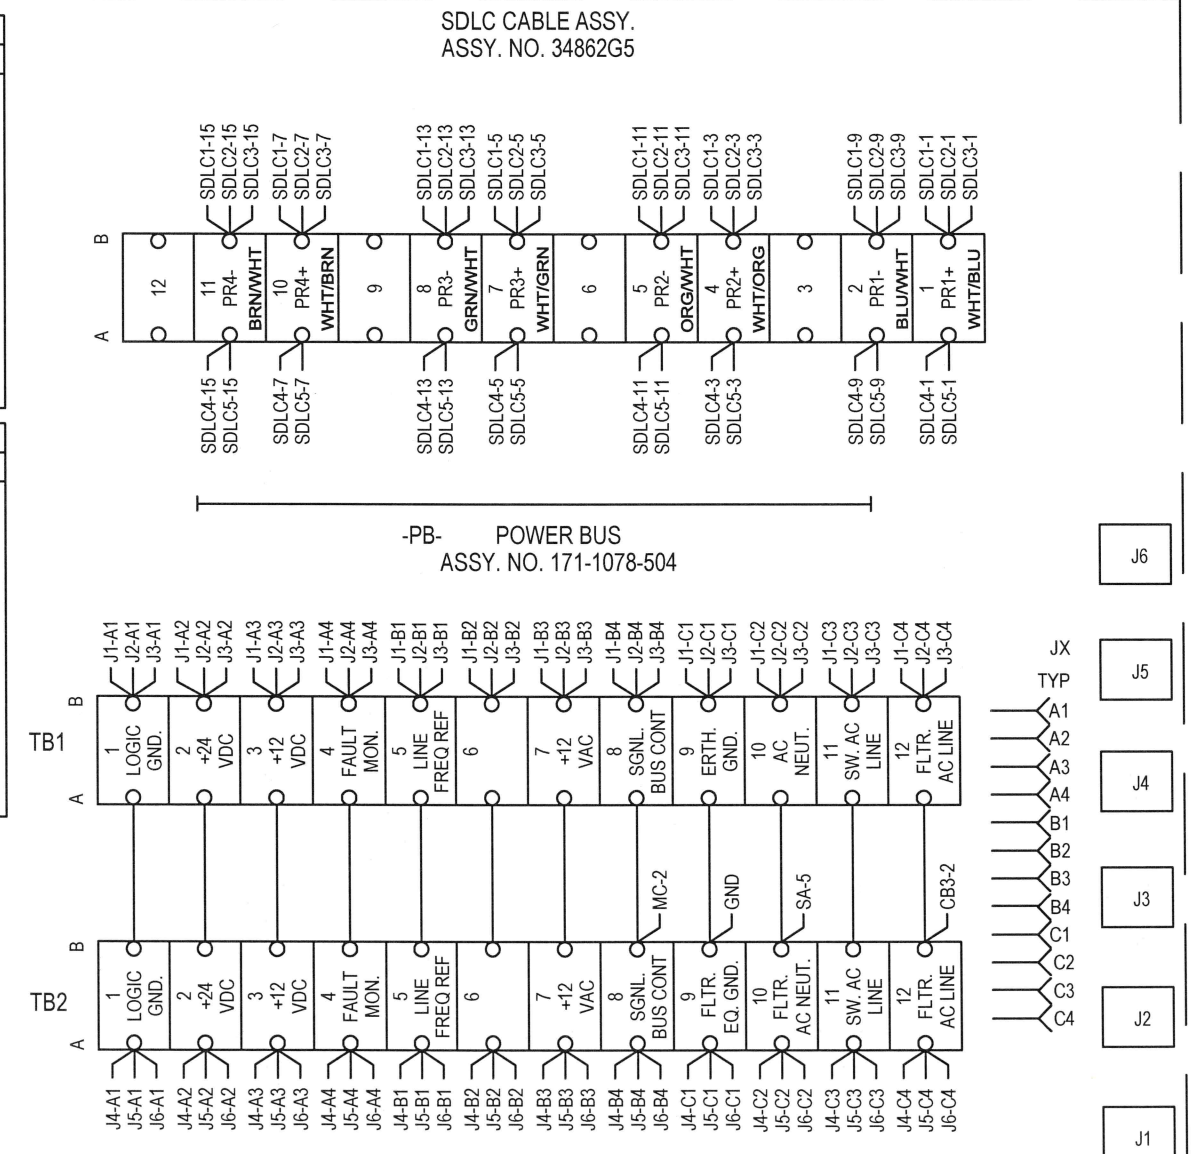 SDLC CABLE ASSY.
ASSY. NO. 34862G5
SDLC1-15
SDLC2-15
SDLC3-15
SDLC1-7
SDLC2-7
SDLC3-7
SDLC1-13
SDLC2-13
SDLC3-13
SDLC1-5
SDLC2-5
SDLC3-5
SDLC1-11
SDLC2-11
SDLC3-11
SDLC1-3
SDLC2-3
SDLC3-3
SDLC1-9
SDLC2-9
SDLC3-9
SDLC1-1
SDLC2-1
SDLC3-1
B
A
12
11
PR4-
BRN/WHT
10
PR4+
WHT/BRN
9
8
PR3-
GRN/WHT
7
PR3+
WHT/GRN
6
5
PR2-
ORG/WHT
4
PR2+
WHT/ORG
3
2
PR1-
BLU/WHT
1
PR1+
WHT/BLU
SDLC4-15
SDLC5-15
SDLC4-7
SDLC5-7
SDLC4-13
SDLC5-13
SDLC4-5
SDLC5-5
SDLC4-11
SDLC5-11
SDLC4-3
SDLC5-3
SDLC4-9
SDLC5-9
SDLC4-1
SDLC5-1
-PB- POWER BUS
ASSY. NO. 171-1078-504
J1-A1
J2-A1
J3-A1
J1-A2
J2-A2
J3-A2
J1-A3
J2-A3
J3-A3
J1-A4
J2-A4
J3-A4
J1-B1
J2-B1
J3-B1
J1-B2
J2-B2
J3-B2
J1-B3
J2-B3
J3-B3
J1-B4
J2-B4
J3-B4
J1-C1
J2-C1
J3-C1
J1-C2
J2-C2
J3-C2
J1-C3
J2-C3
J3-C3
J1-C4
J2-C4
J3-C4
TB1
B
A
1
LOGIC
GND.
2
+24
VDC
3
+12
VDC
4
FAULT
MON.
5
LINE
FREQ REF
6
7
+12
VAC
8
SGNL.
BUS CONT
9
ERTH.
GND.
10
AC
NEUT.
11
SW. AC
LINE
12
FLTR.
AC LINE
MC-2
GND
SA-5
CB3-2
TB2
B
A
1
LOGIC
GND.
2
+24
VDC
3
+12
VDC
4
FAULT
MON.
5
LINE
FREQ REF
6
7
+12
VAC
8
SGNL.
BUS CONT
9
FLTR.
EQ. GND.
10
FLTR.
AC NEUT.
11
SW. AC
LINE
12
FLTR.
AC LINE
J4-A1
J5-A1
J6-A1
J4-A2
J5-A2
J6-A2
J4-A3
J5-A3
J6-A3
J4-A4
J5-A4
J6-A4
J4-B1
J5-B1
J6-B1
J4-B2
J5-B2
J6-B2
J4-B3
J5-B3
J6-B3
J4-B4
J5-B4
J6-B4
J4-C1
J5-C1
J6-C1
J4-C2
J5-C2
J6-C2
J4-C3
J5-C3
J6-C3
J4-C4
J5-C4
J6-C4
JX
TYP
A1
A2
A3
A4
B1
B2
B3
B4
C1
C2
C3
C4
J6
J5
J4
J3
J2
J1